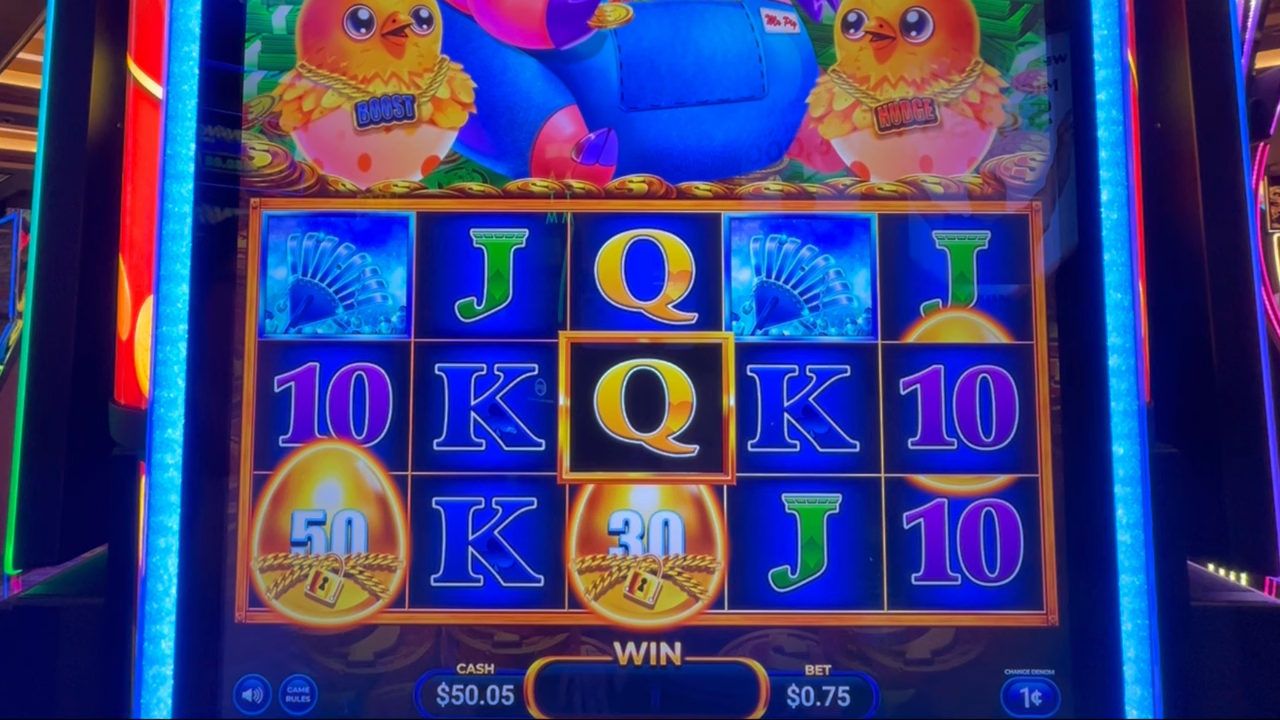 Mr Pig
BOOST
NUDGE
J
Q
J
10
K
Q
K
10
50
K
30
J
10
WIN
CASH
BET
CHANGE DENOM
GAME
RULES
$50.05
$0.75
1¢